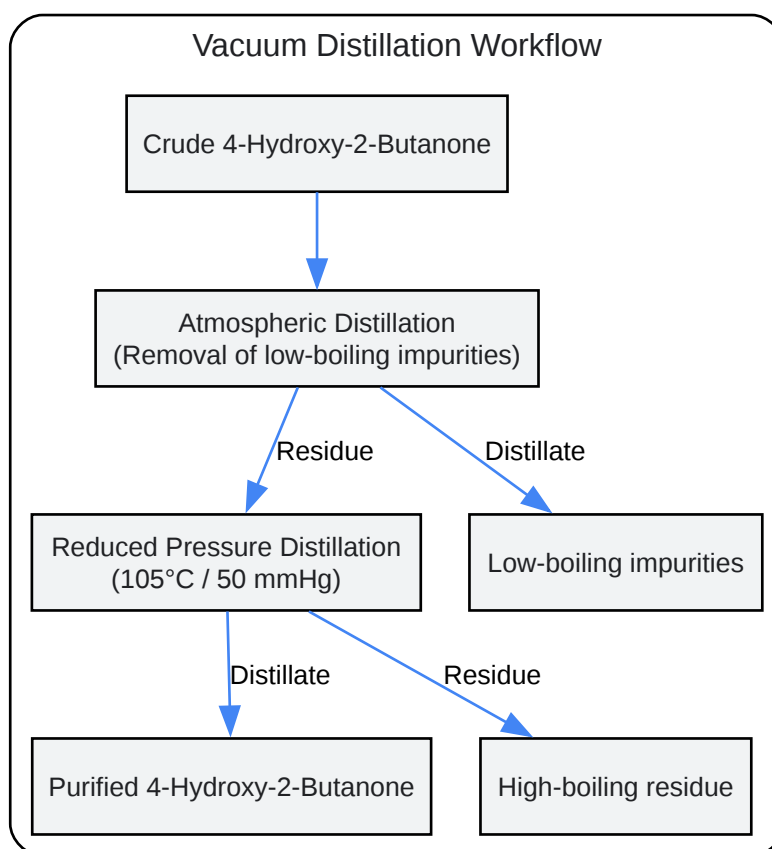 Vacuum Distillation Workflow
Crude 4-Hydroxy-2-Butanone
Atmospheric Distillation
(Removal of low-boiling impurities)
Residue
Distillate
Reduced Pressure Distillation
(105°C / 50 mmHg)
Low-boiling impurities
Distillate
Residue
Purified 4-Hydroxy-2-Butanone
High-boiling residue